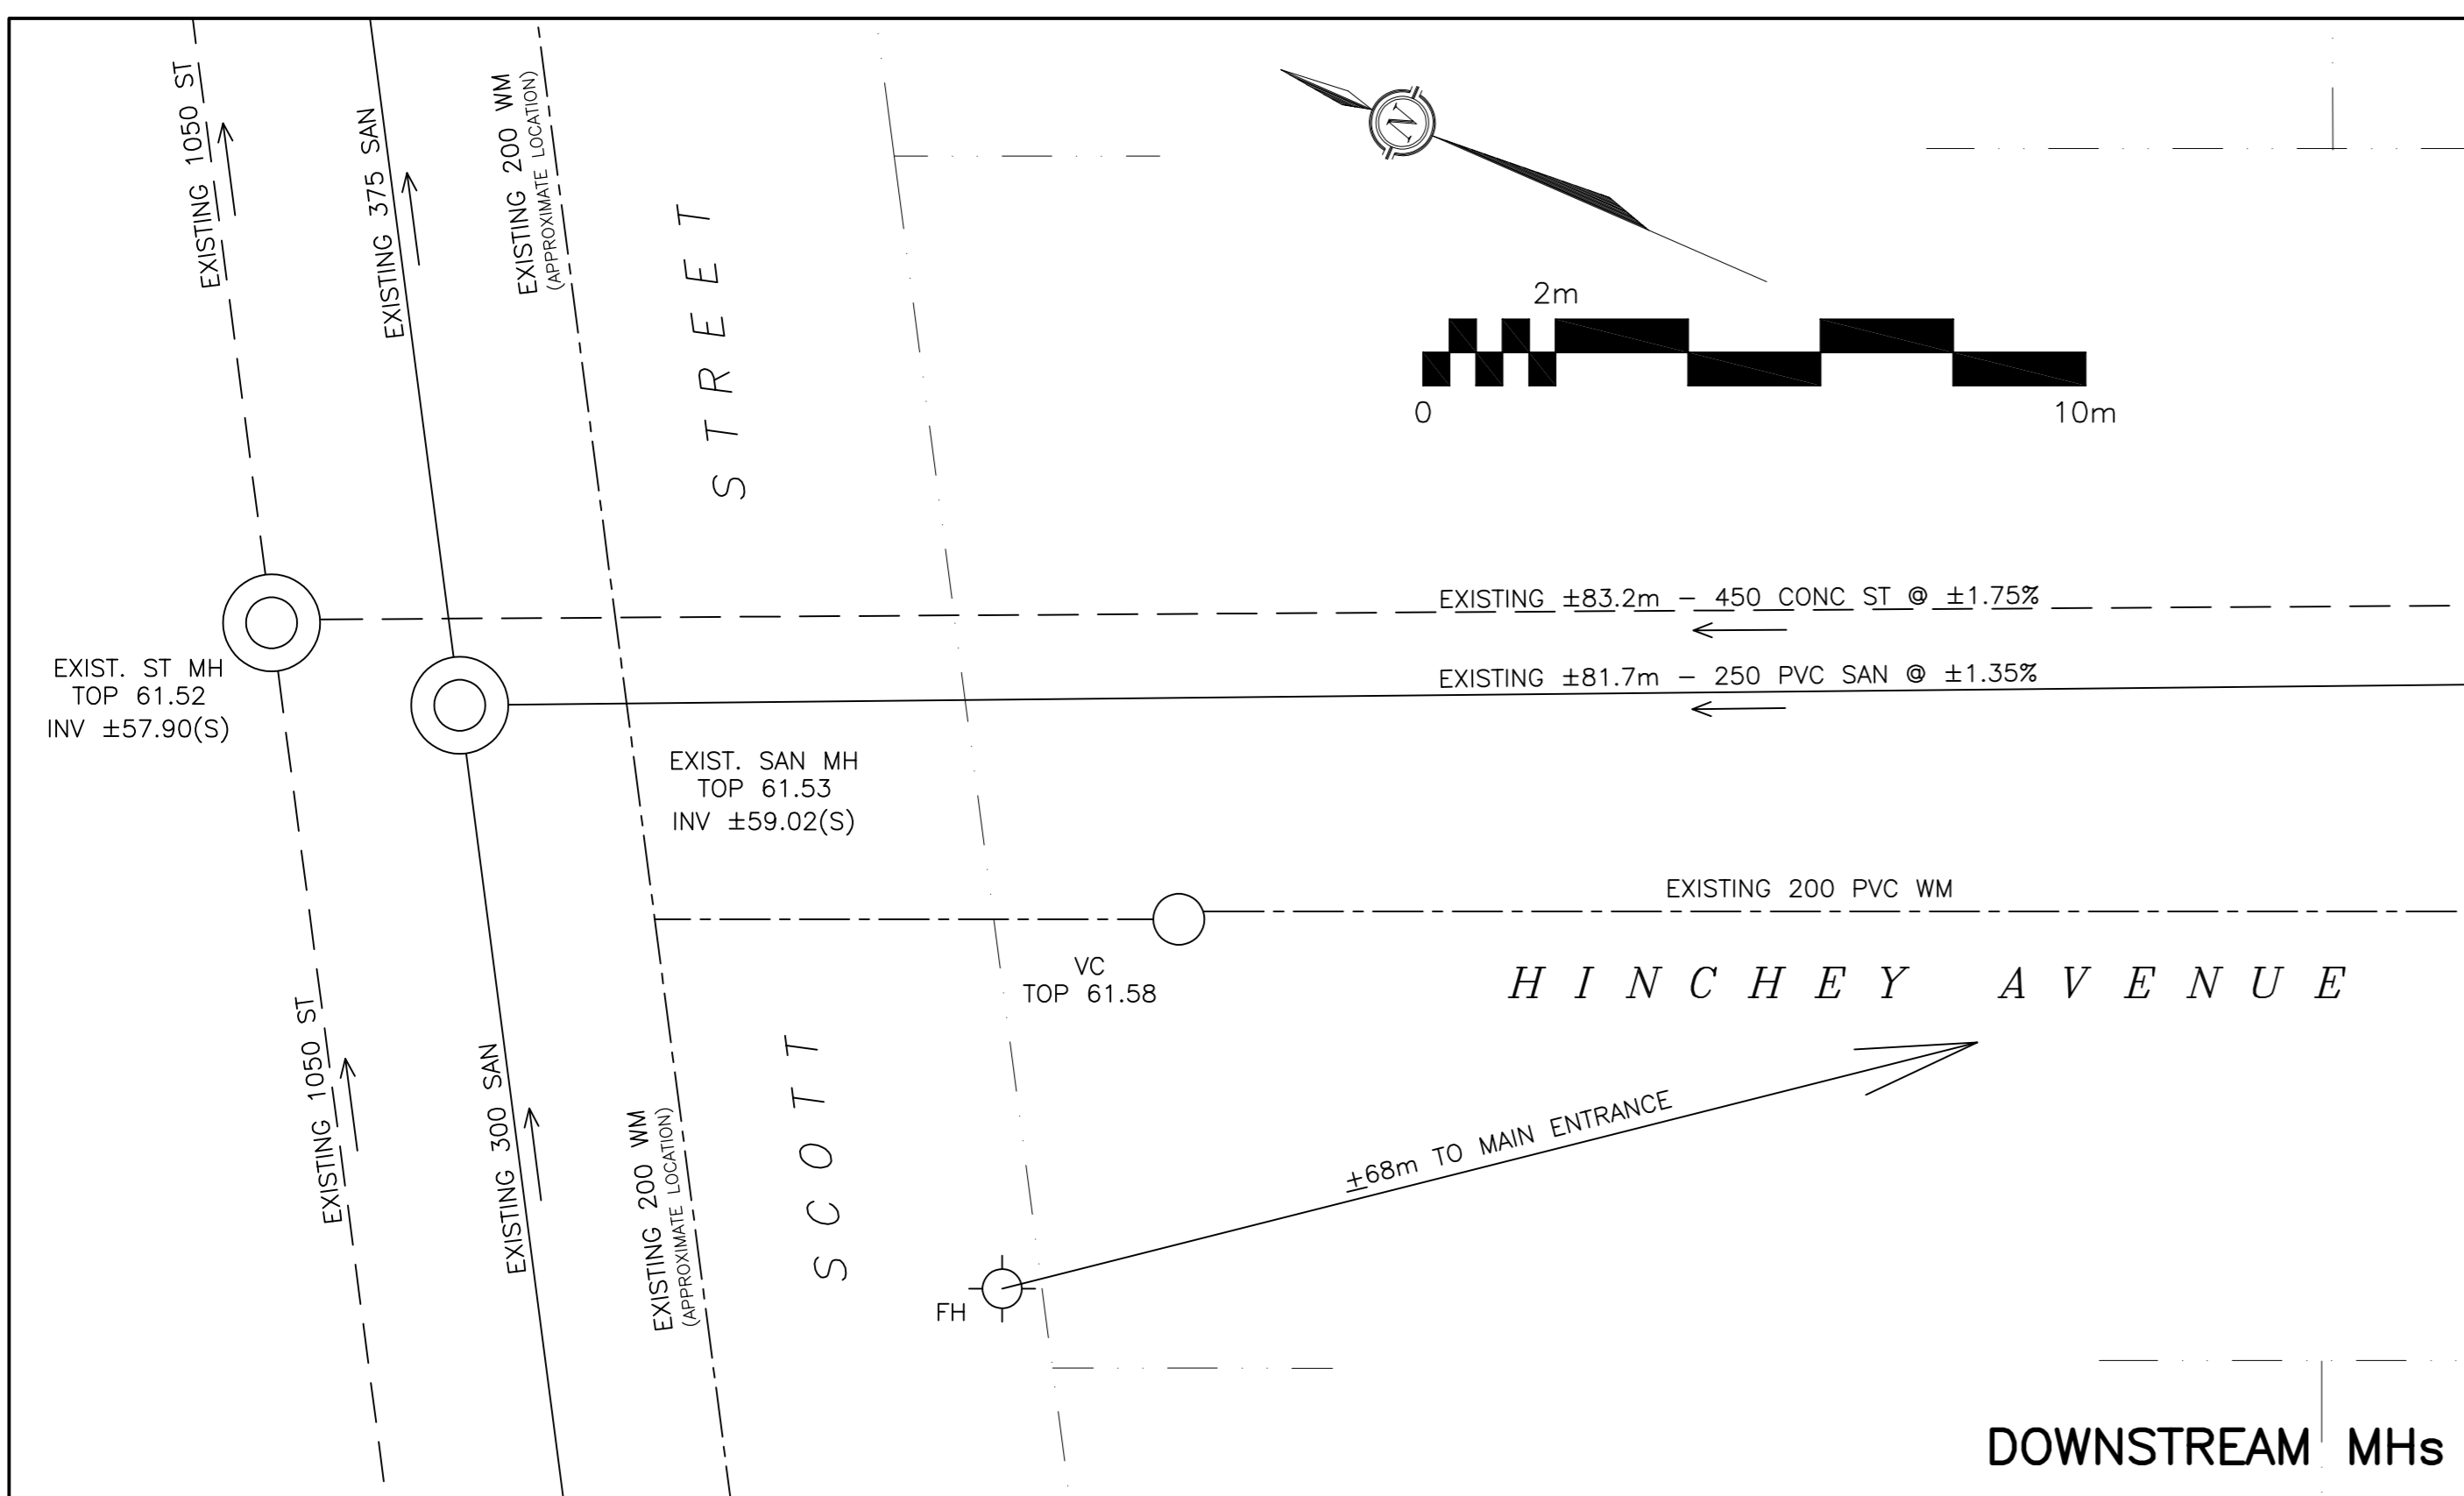 EXISTING 1050 ST
EXISTING 375 SAN
EXISTING 200 WM
(APPROXIMATE LOCATION)
N
2m
0
10m
SCOTT STREET
EXISTING ±83.2m - 450 CONC ST @ ±1.75%
EXIST. ST MH
TOP 61.52
INV ±57.90(S)
EXISTING ±81.7m - 250 PVC SAN @ ±1.35%
EXIST. SAN MH
TOP 61.53
INV ±59.02(S)
EXISTING 200 PVC WM
VC
TOP 61.58
HINCHEY AVENUE
EXISTING 1050 ST
EXISTING 300 SAN
EXISTING 200 WM
(APPROXIMATE LOCATION)
±68m TO MAIN ENTRANCE
FH
DOWNSTREAM MHs